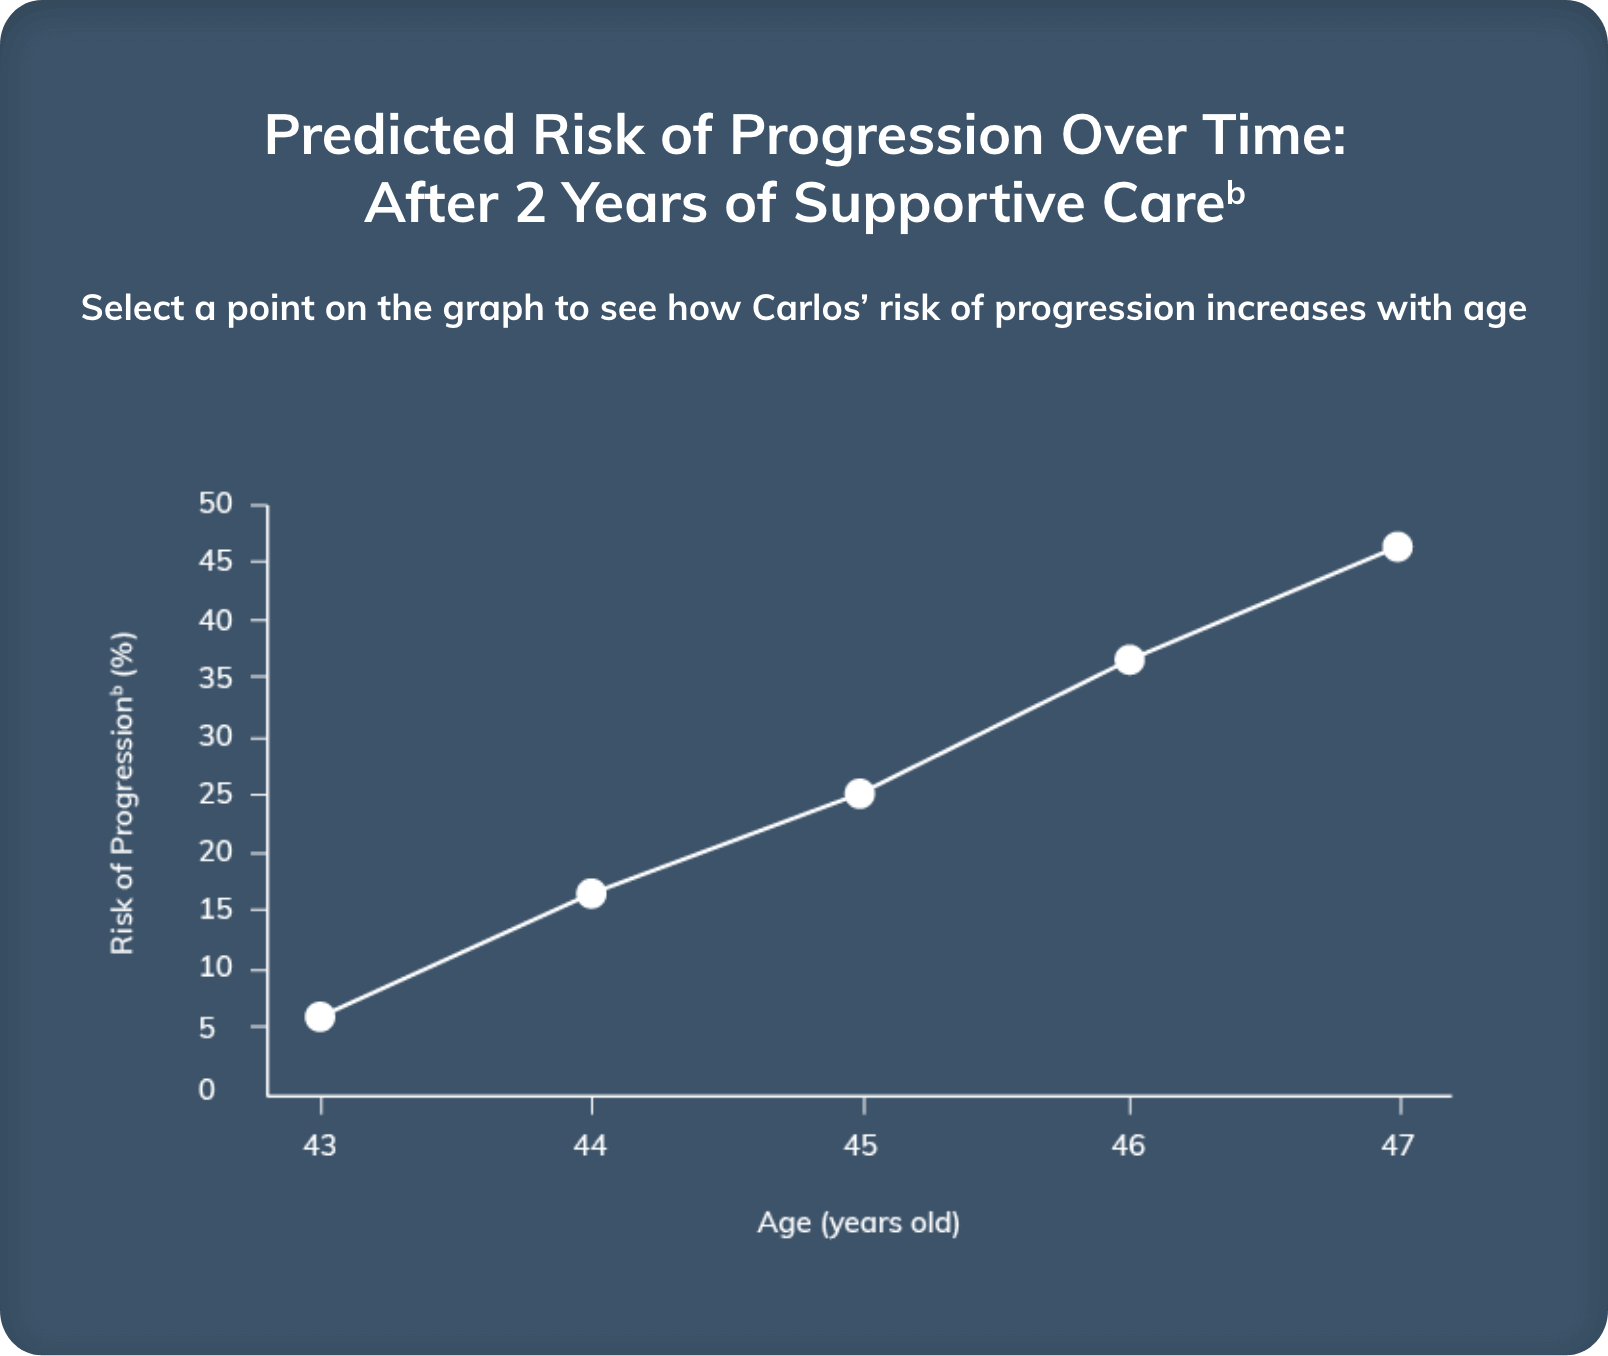 Predicted Risk of Progression Over Time:
After 2 Years of Supportive Careᵇ
Select a point on the graph to see how Carlos’ risk of progression increases with age
Risk of Progressionᵇ (%)
50
45
40
35
30
25
20
15
10
5
0
43 44 45 46 47
Age (years old)